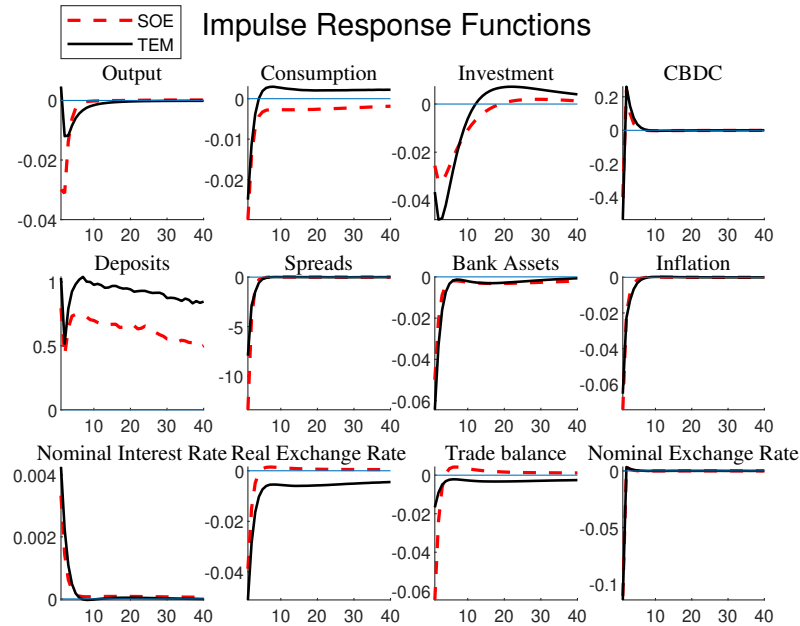 SOE
TEM
Impulse Response Functions
Output
0
-0.02
-0.04
10 20 30 40
Consumption
0
-0.01
-0.02
10 20 30 40
Investment
0
-0.02
-0.04
10 20 30 40
CBDC
0.2
0
-0.2
-0.4
10 20 30 40
Deposits
1
0.5
0
10 20 30 40
Spreads
0
-5
-10
10 20 30 40
Bank Assets
0
-0.02
-0.04
-0.06
10 20 30 40
Inflation
0
-0.02
-0.04
-0.06
10 20 30 40
Nominal Interest Rate
0.004
0.002
0
10 20 30 40
Real Exchange Rate
0
-0.02
-0.04
10 20 30 40
Trade balance
0
-0.02
-0.04
-0.06
10 20 30 40
Nominal Exchange Rate
0
-0.05
-0.1
10 20 30 40